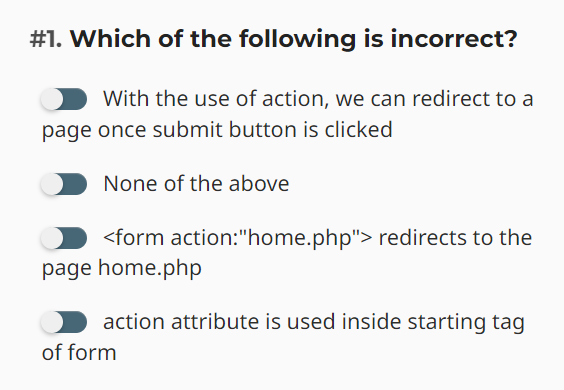 #1. Which of the following is incorrect?
With the use of action, we can redirect to a
page once submit button is clicked
None of the above
<form action:"home.php"> redirects to the
page home.php
action attribute is used inside starting tag
of form